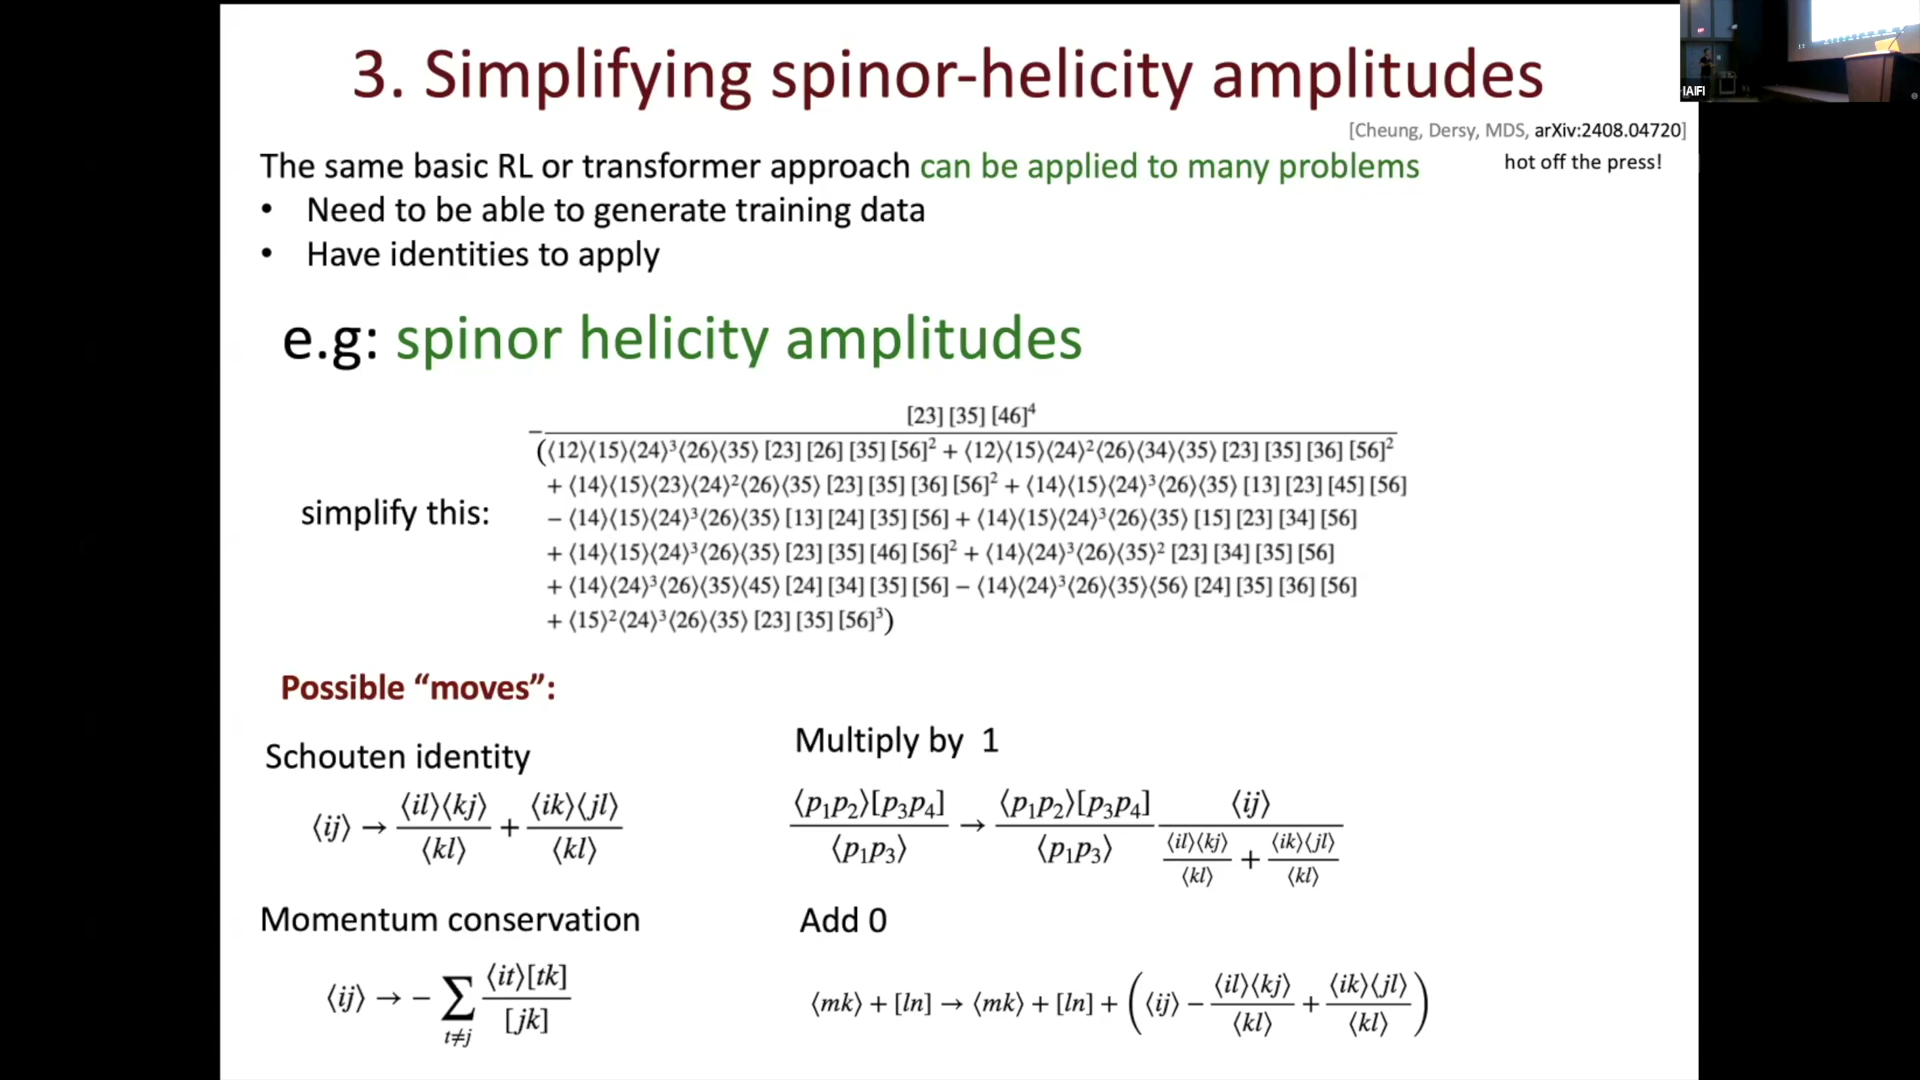 3. Simplifying spinor-helicity amplitudes
IAIFI
[Cheung, Dersy, MDS, arXiv:2408.04720]
The same basic RL or transformer approach can be applied to many problems
hot off the press!
• Need to be able to generate training data
• Have identities to apply
e.g: spinor helicity amplitudes
simplify this:
− [23] [35] [46]⁴
(⟨12⟩⟨15⟩⟨24⟩³⟨26⟩⟨35⟩ [23] [26] [35] [56]² + ⟨12⟩⟨15⟩⟨24⟩²⟨26⟩⟨34⟩⟨35⟩ [23] [35] [36] [56]²
+ ⟨14⟩⟨15⟩⟨23⟩⟨24⟩²⟨26⟩⟨35⟩ [23] [35] [36] [56]² + ⟨14⟩⟨15⟩⟨24⟩³⟨26⟩⟨35⟩ [13] [23] [45] [56]
− ⟨14⟩⟨15⟩⟨24⟩³⟨26⟩⟨35⟩ [13] [24] [35] [56] + ⟨14⟩⟨15⟩⟨24⟩³⟨26⟩⟨35⟩ [15] [23] [34] [56]
+ ⟨14⟩⟨15⟩⟨24⟩³⟨26⟩⟨35⟩ [23] [35] [46] [56]² + ⟨14⟩⟨24⟩³⟨26⟩⟨35⟩² [23] [34] [35] [56]
+ ⟨14⟩⟨24⟩³⟨26⟩⟨35⟩⟨45⟩ [24] [34] [35] [56] − ⟨14⟩⟨24⟩³⟨26⟩⟨35⟩⟨56⟩ [24] [35] [36] [56]
+ ⟨15⟩²⟨24⟩³⟨26⟩⟨35⟩ [23] [35] [56]³)
Possible “moves”:
Schouten identity
⟨ij⟩ → ⟨il⟩⟨kj⟩/⟨kl⟩ + ⟨ik⟩⟨jl⟩/⟨kl⟩
Multiply by 1
⟨p₁p₂⟩[p₃p₄]/⟨p₁p₃⟩ → ⟨p₁p₂⟩[p₃p₄]/⟨p₁p₃⟩ ⟨ij⟩/(⟨il⟩⟨kj⟩/⟨kl⟩ + ⟨ik⟩⟨jl⟩/⟨kl⟩)
Momentum conservation
⟨ij⟩ → − ∑ t≠j ⟨it⟩[tk]/[jk]
Add 0
⟨mk⟩ + [ln] → ⟨mk⟩ + [ln] + (⟨ij⟩ − ⟨il⟩⟨kj⟩/⟨kl⟩ + ⟨ik⟩⟨jl⟩/⟨kl⟩)